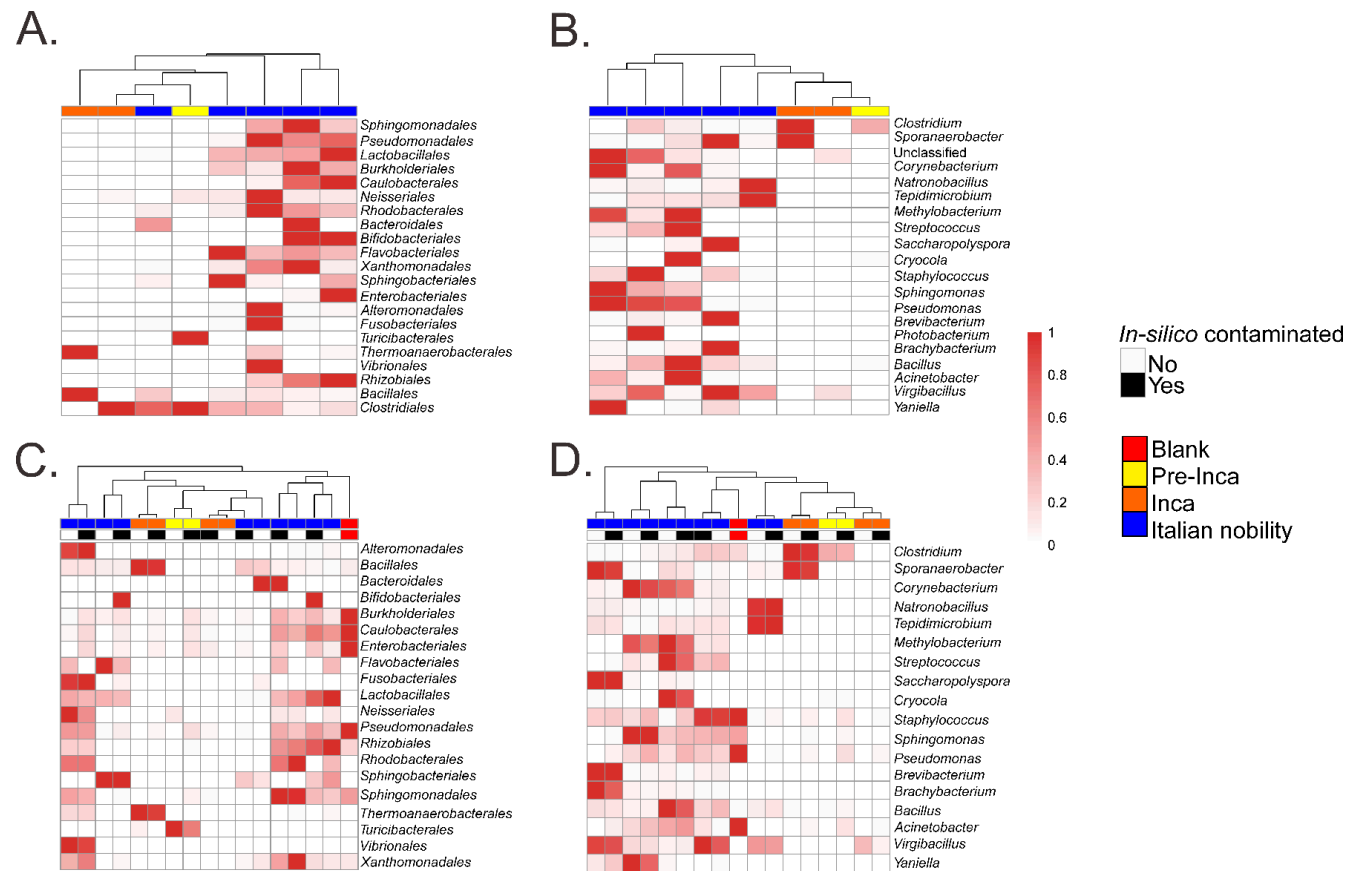 A.
Sphingomonadales
Pseudomonadales
Lactobacillales
Burkholderiales
Caulobacterales
Neisseriales
Rhodobacterales
Bacteroidales
Bifidobacteriales
Flavobacteriales
Xanthomonadales
Sphingobacteriales
Enterobacteriales
Alteromonadales
Fusobacteriales
Turicibacterales
Thermoanaerobacterales
Vibrionales
Rhizobiales
Bacillales
Clostridiales
B.
Clostridium
Sporanaerobacter
Unclassified
Corynebacterium
Natronobacillus
Tepidimicrobium
Methylobacterium
Streptococcus
Saccharopolyspora
Cryocola
Staphylococcus
Sphingomonas
Pseudomonas
Brevibacterium
Photobacterium
Brachybacterium
Bacillus
Acinetobacter
Virgibacillus
Yaniella
1
0.8
0.6
0.4
0.2
0
In-silico contaminated
No
Yes
Blank
Pre-Inca
Inca
Italian nobility
C.
Alteromonadales
Bacillales
Bacteroidales
Bifidobacteriales
Burkholderiales
Caulobacterales
Enterobacteriales
Flavobacteriales
Fusobacteriales
Lactobacillales
Neisseriales
Pseudomonadales
Rhizobiales
Rhodobacterales
Sphingobacteriales
Sphingomonadales
Thermoanaerobacterales
Turicibacterales
Vibrionales
Xanthomonadales
D.
Clostridium
Sporanaerobacter
Corynebacterium
Natronobacillus
Tepidimicrobium
Methylobacterium
Streptococcus
Saccharopolyspora
Cryocola
Staphylococcus
Sphingomonas
Pseudomonas
Brevibacterium
Brachybacterium
Bacillus
Acinetobacter
Virgibacillus
Yaniella